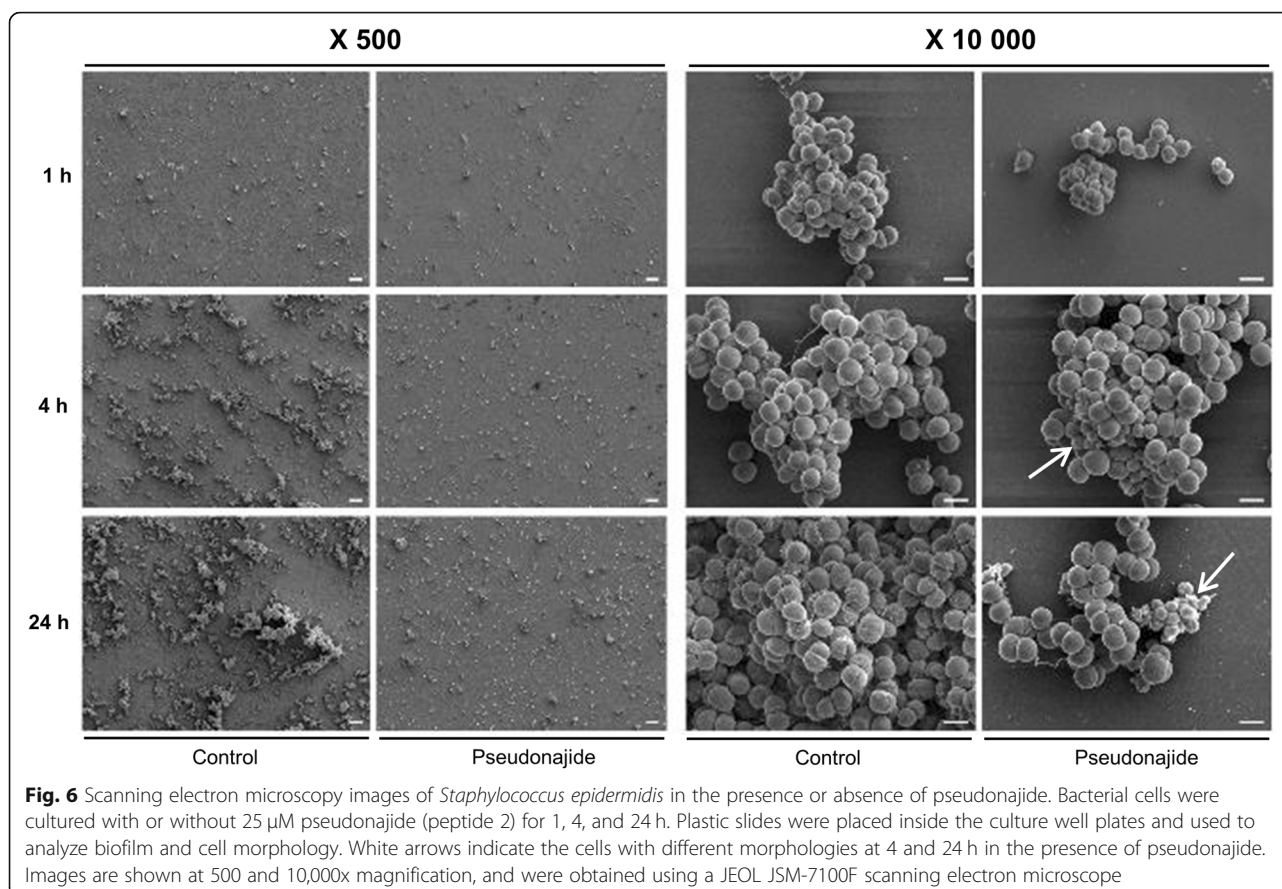 X 500
X 10 000
1 h
4 h
24 h
Control
Pseudonajide
Control
Pseudonajide
Fig. 6 Scanning electron microscopy images of Staphylococcus epidermidis in the presence or absence of pseudonajide. Bacterial cells were
cultured with or without 25 μM pseudonajide (peptide 2) for 1, 4, and 24 h. Plastic slides were placed inside the culture well plates and used to
analyze biofilm and cell morphology. White arrows indicate the cells with different morphologies at 4 and 24 h in the presence of pseudonajide.
Images are shown at 500 and 10,000x magnification, and were obtained using a JEOL JSM-7100F scanning electron microscope